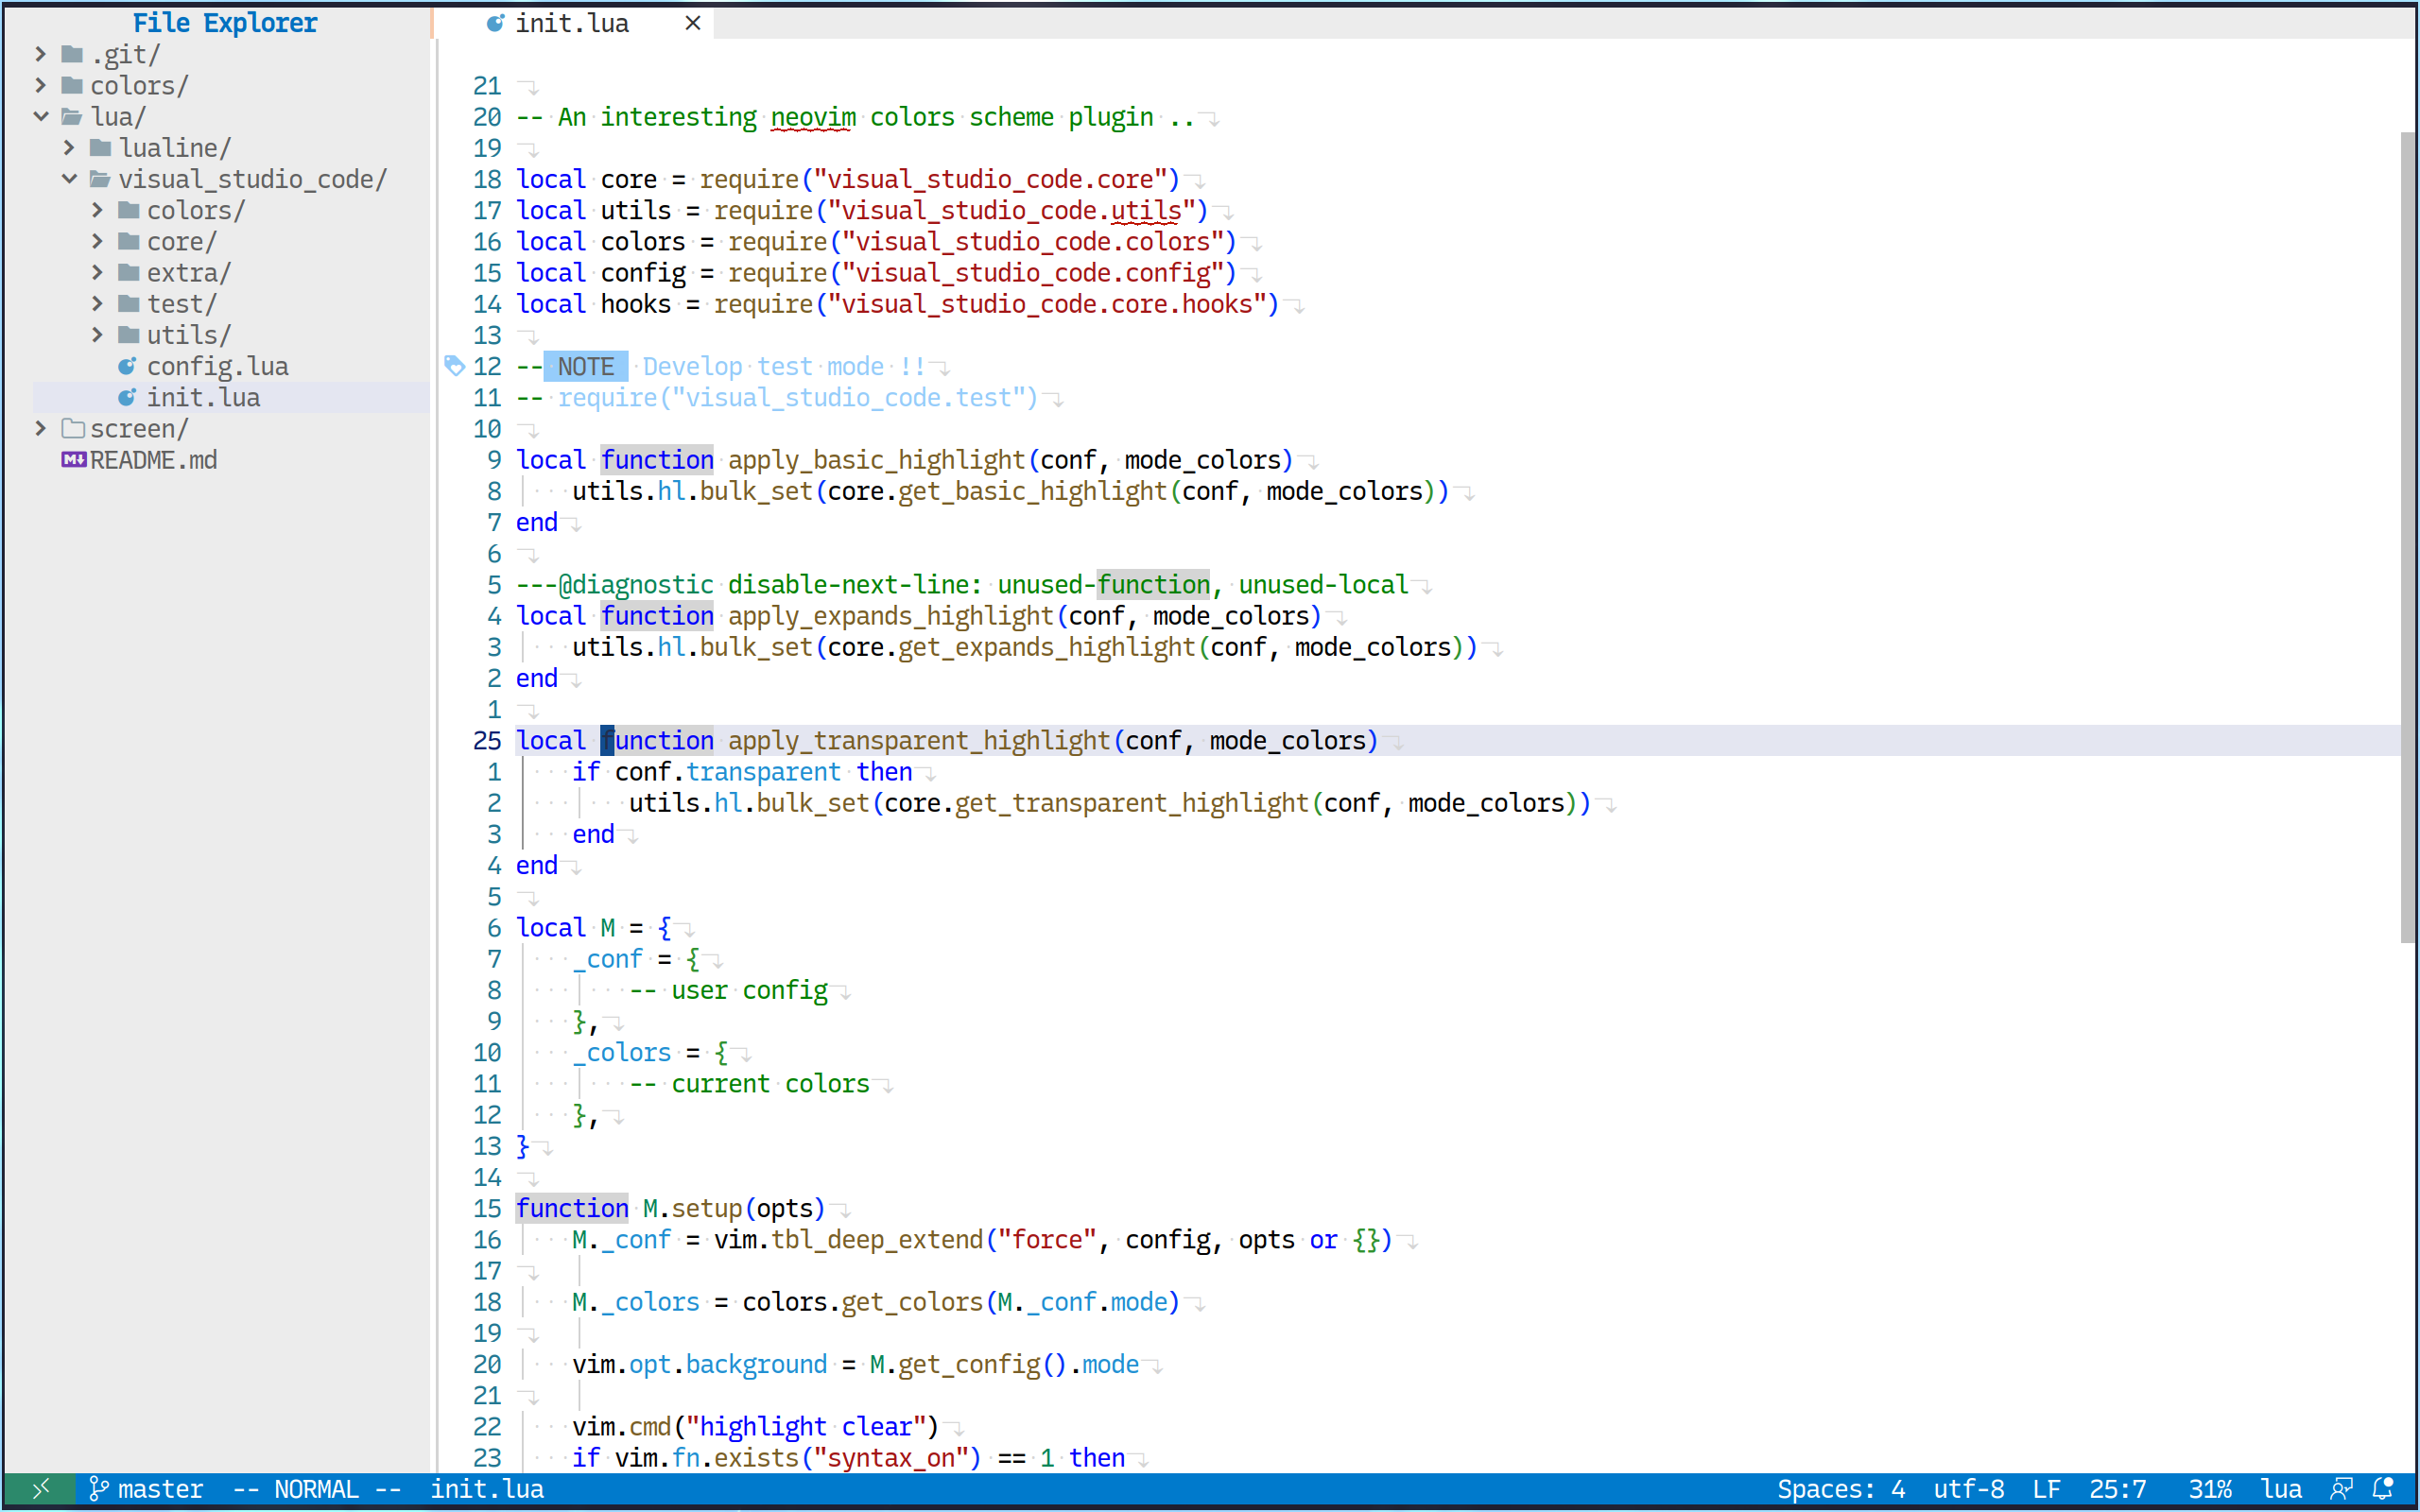 File Explorer
.git/
colors/
lua/
lualine/
visual_studio_code/
colors/
core/
extra/
test/
utils/
config.lua
init.lua
screen/
README.md
init.lua ×
21
20 -- An interesting neovim colors scheme plugin ..
19
18 local core = require("visual_studio_code.core")
17 local utils = require("visual_studio_code.utils")
16 local colors = require("visual_studio_code.colors")
15 local config = require("visual_studio_code.config")
14 local hooks = require("visual_studio_code.core.hooks")
13
12 -- NOTE Develop test mode !!
11 -- require("visual_studio_code.test")
10
9 local function apply_basic_highlight(conf, mode_colors)
8 utils.hl.bulk_set(core.get_basic_highlight(conf, mode_colors))
7 end
6
5 ---@diagnostic disable-next-line: unused-function, unused-local
4 local function apply_expands_highlight(conf, mode_colors)
3 utils.hl.bulk_set(core.get_expands_highlight(conf, mode_colors))
2 end
1
25 local function apply_transparent_highlight(conf, mode_colors)
1 if conf.transparent then
2 utils.hl.bulk_set(core.get_transparent_highlight(conf, mode_colors))
3 end
4 end
5
6 local M = {
7 _conf = {
8 -- user config
9 },
10 _colors = {
11 -- current colors
12 },
13 }
14
15 function M.setup(opts)
16 M._conf = vim.tbl_deep_extend("force", config, opts or {})
17
18 M._colors = colors.get_colors(M._conf.mode)
19
20 vim.opt.background = M.get_config().mode
21
22 vim.cmd("highlight clear")
23 if vim.fn.exists("syntax_on") == 1 then
master -- NORMAL -- init.lua Spaces: 4 utf-8 LF 25:7 31% lua